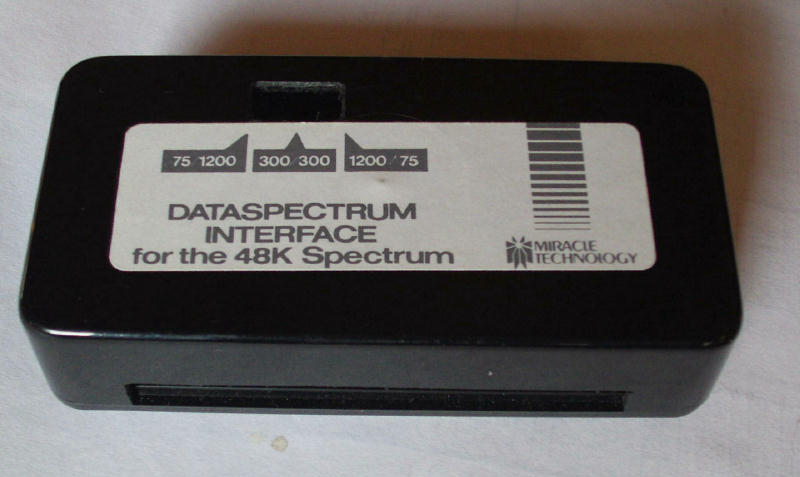 75/1200 300/300 1200/75
DATASPECTRUM
INTERFACE
for the 48K Spectrum
MIRACLE
TECHNOLOGY